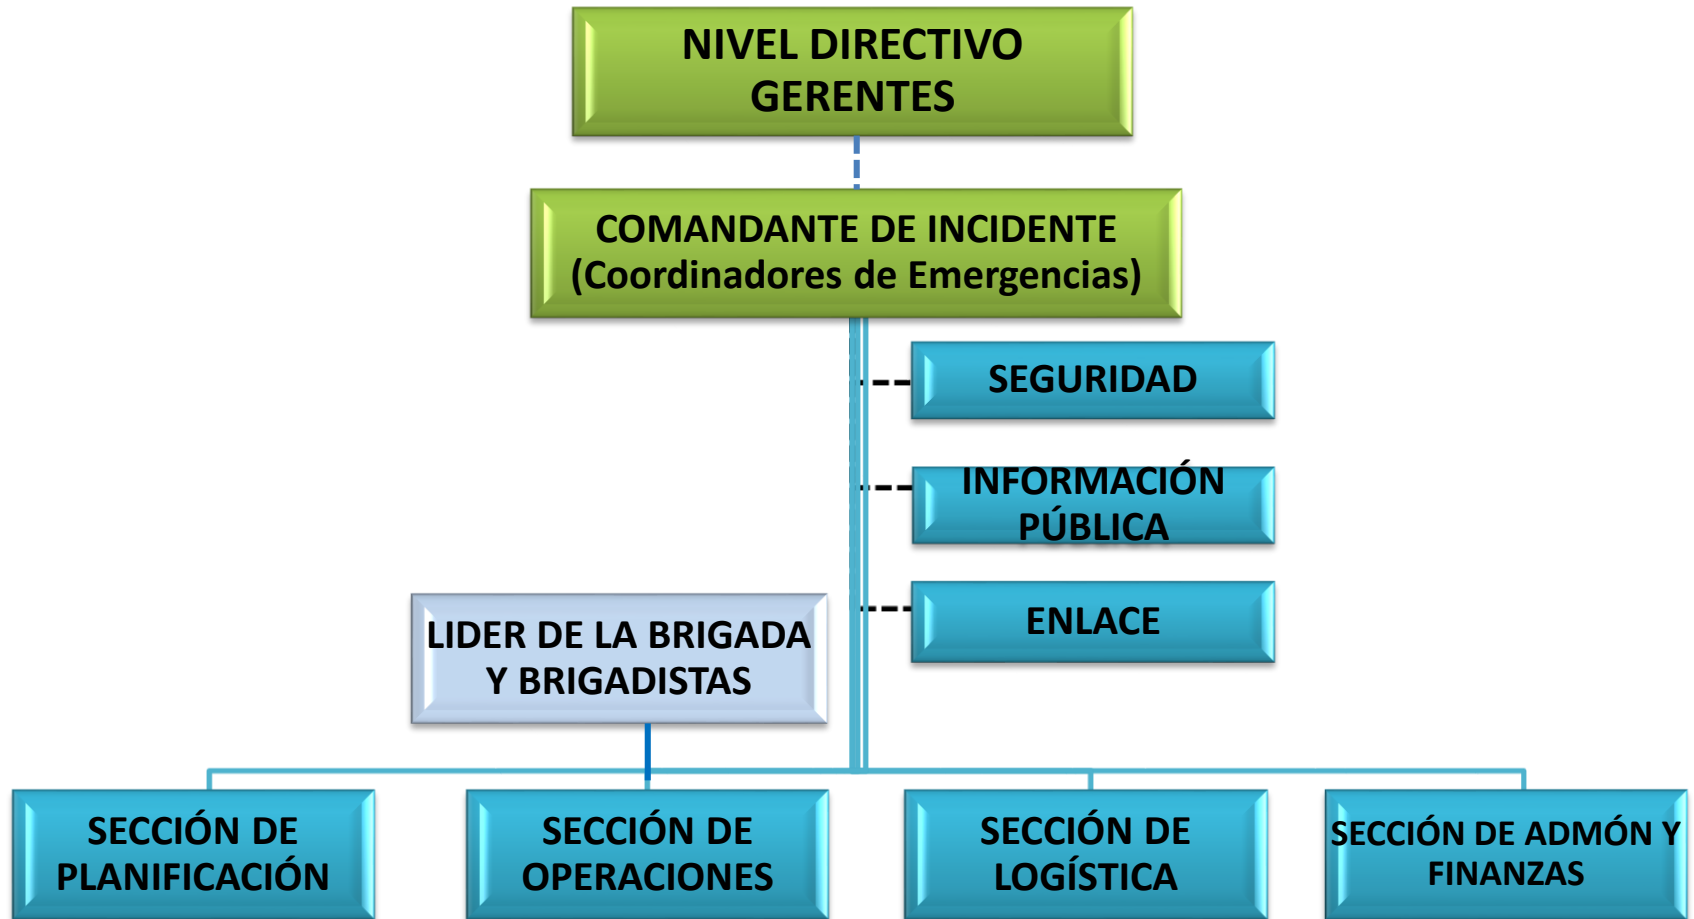 NIVEL DIRECTIVO
GERENTES
COMANDANTE DE INCIDENTE
(Coordinadores de Emergencias)
SEGURIDAD
INFORMACIÓN
PÚBLICA
ENLACE
LIDER DE LA BRIGADA
Y BRIGADISTAS
SECCIÓN DE
PLANIFICACIÓN
SECCIÓN DE
OPERACIONES
SECCIÓN DE
LOGÍSTICA
SECCIÓN DE ADMÓN Y
FINANZAS